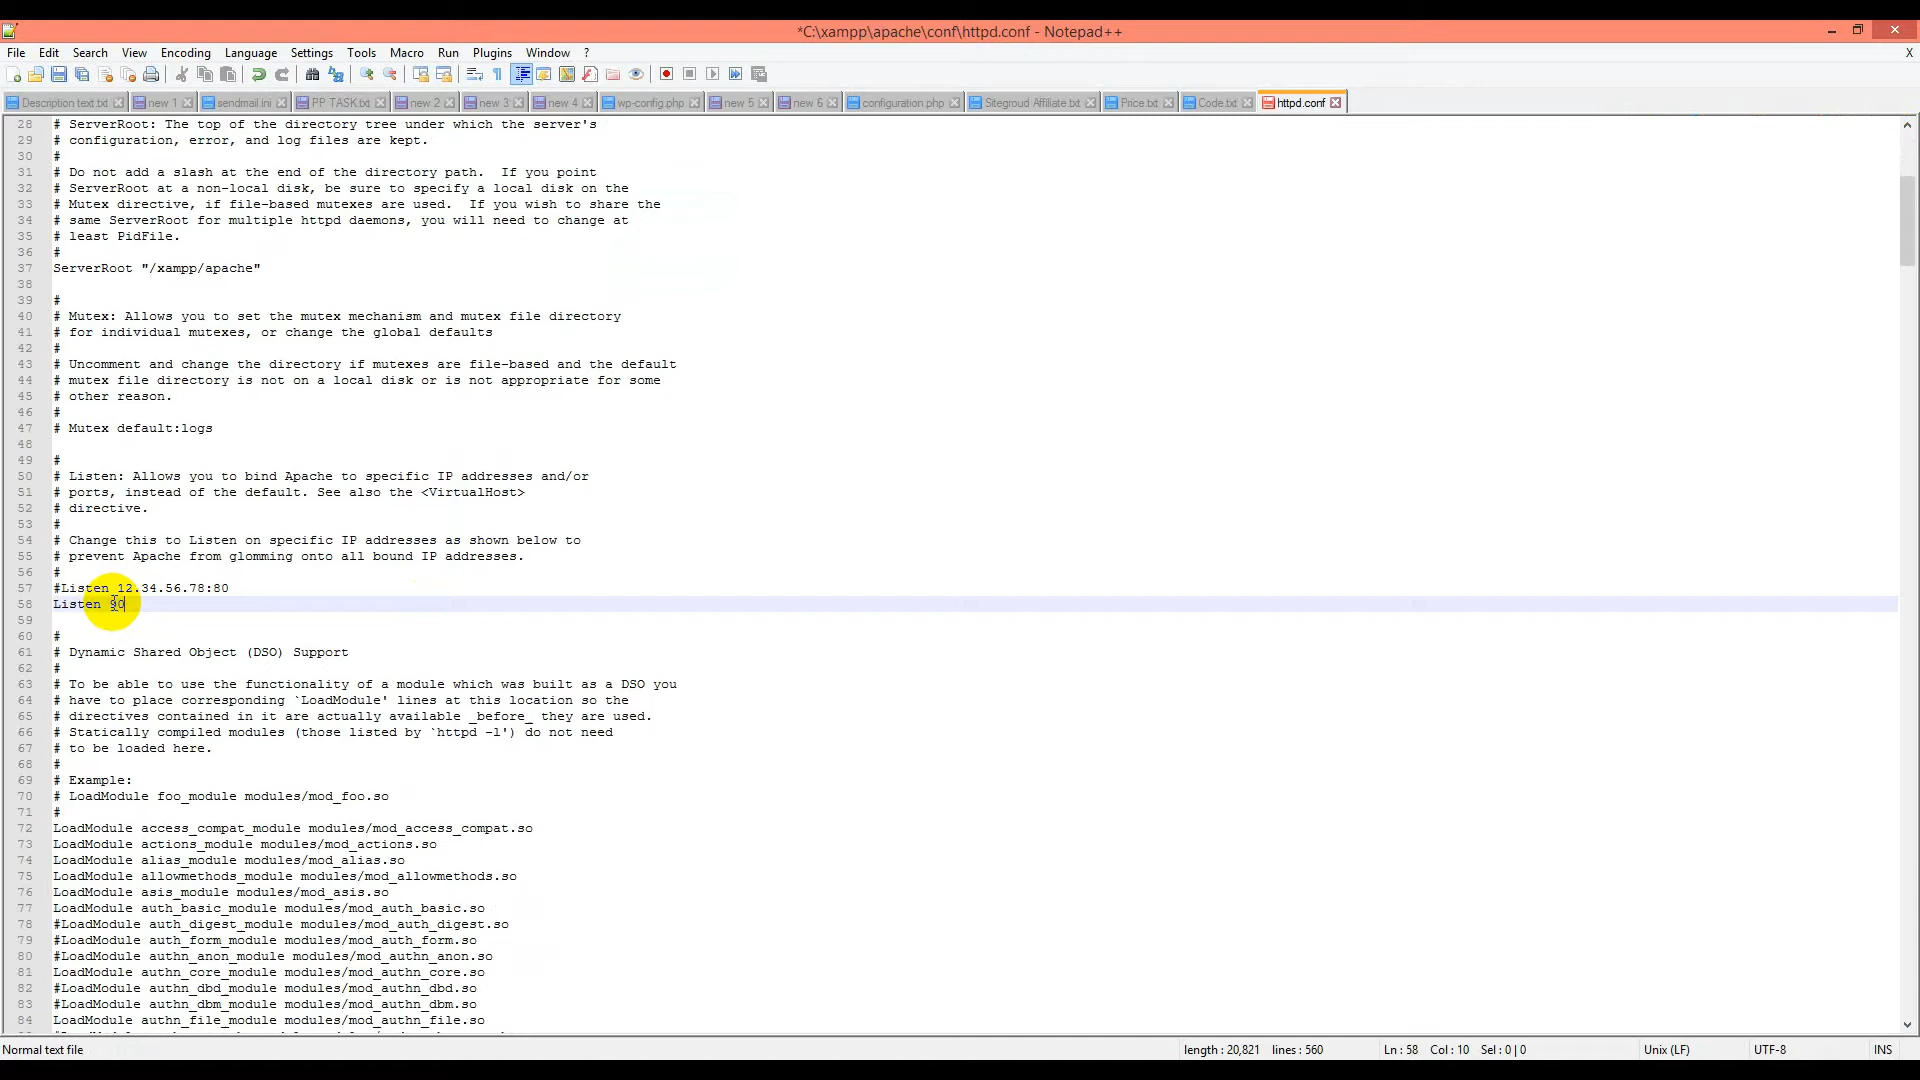 *C:\xampp\apache\conf\httpd.conf - Notepad++
File Edit Search View Encoding Language Settings Tools Macro Run Plugins Window ? X
Description text.txt new 1 sendmail.ini PP TASK.txt new 2 new 3 new 4 wp-config.php new 5 new 6 configuration.php Sitegroud Affiliate.txt Price.txt Code.txt httpd.conf
28 # ServerRoot: The top of the directory tree under which the server's
29 # configuration, error, and log files are kept.
30 #
31 # Do not add a slash at the end of the directory path.  If you point
32 # ServerRoot at a non-local disk, be sure to specify a local disk on the
33 # Mutex directive, if file-based mutexes are used.  If you wish to share the
34 # same ServerRoot for multiple httpd daemons, you will need to change at
35 # least PidFile.
36 #
37 ServerRoot "/xampp/apache"
38
39 #
40 # Mutex: Allows you to set the mutex mechanism and mutex file directory
41 # for individual mutexes, or change the global defaults
42 #
43 # Uncomment and change the directory if mutexes are file-based and the default
44 # mutex file directory is not on a local disk or is not appropriate for some
45 # other reason.
46 #
47 # Mutex default:logs
48
49 #
50 # Listen: Allows you to bind Apache to specific IP addresses and/or
51 # ports, instead of the default. See also the <VirtualHost>
52 # directive.
53 #
54 # Change this to Listen on specific IP addresses as shown below to
55 # prevent Apache from glomming onto all bound IP addresses.
56 #
57 #Listen 12.34.56.78:80
58 Listen
59
60 #
61 # Dynamic Shared Object (DSO) Support
62 #
63 # To be able to use the functionality of a module which was built as a DSO you
64 # have to place corresponding `LoadModule' lines at this location so the
65 # directives contained in it are actually available _before_ they are used.
66 # Statically compiled modules (those listed by `httpd -l') do not need
67 # to be loaded here.
68 #
69 # Example:
70 # LoadModule foo_module modules/mod_foo.so
71 #
72 LoadModule access_compat_module modules/mod_access_compat.so
73 LoadModule actions_module modules/mod_actions.so
74 LoadModule alias_module modules/mod_alias.so
75 LoadModule allowmethods_module modules/mod_allowmethods.so
76 LoadModule asis_module modules/mod_asis.so
77 LoadModule auth_basic_module modules/mod_auth_basic.so
78 #LoadModule auth_digest_module modules/mod_auth_digest.so
79 #LoadModule auth_form_module modules/mod_auth_form.so
80 #LoadModule authn_anon_module modules/mod_authn_anon.so
81 LoadModule authn_core_module modules/mod_authn_core.so
82 #LoadModule authn_dbd_module modules/mod_authn_dbd.so
83 #LoadModule authn_dbm_module modules/mod_authn_dbm.so
84 LoadModule authn_file_module modules/mod_authn_file.so
Normal text file length : 20,821 lines : 560 Ln : 58 Col : 10 Sel : 0 | 0 Unix (LF) UTF-8 INS